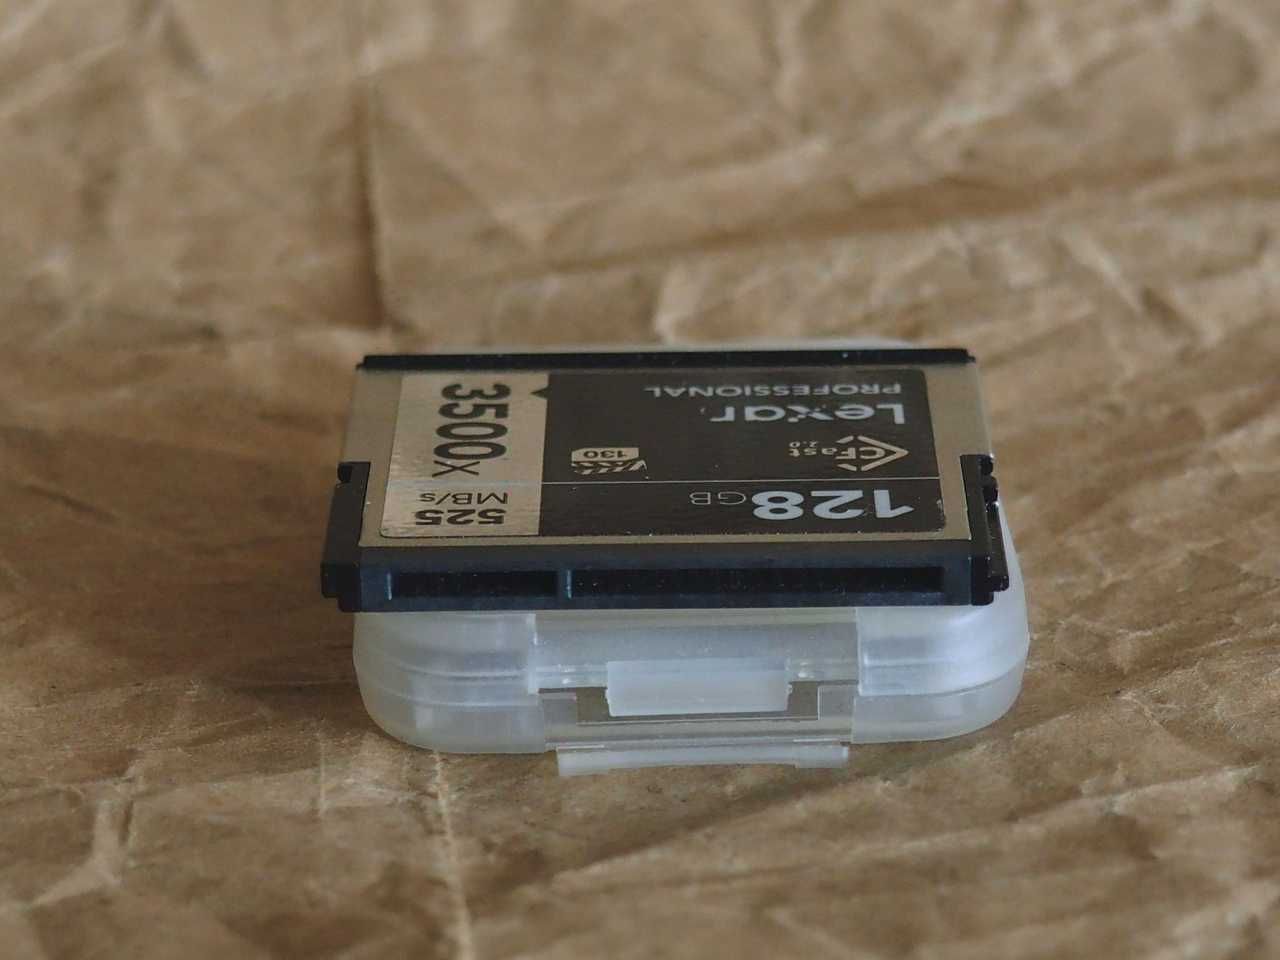 Lexar
PROFESSIONAL
CFast
2.0
128GB
130
3500x
525
MB/s